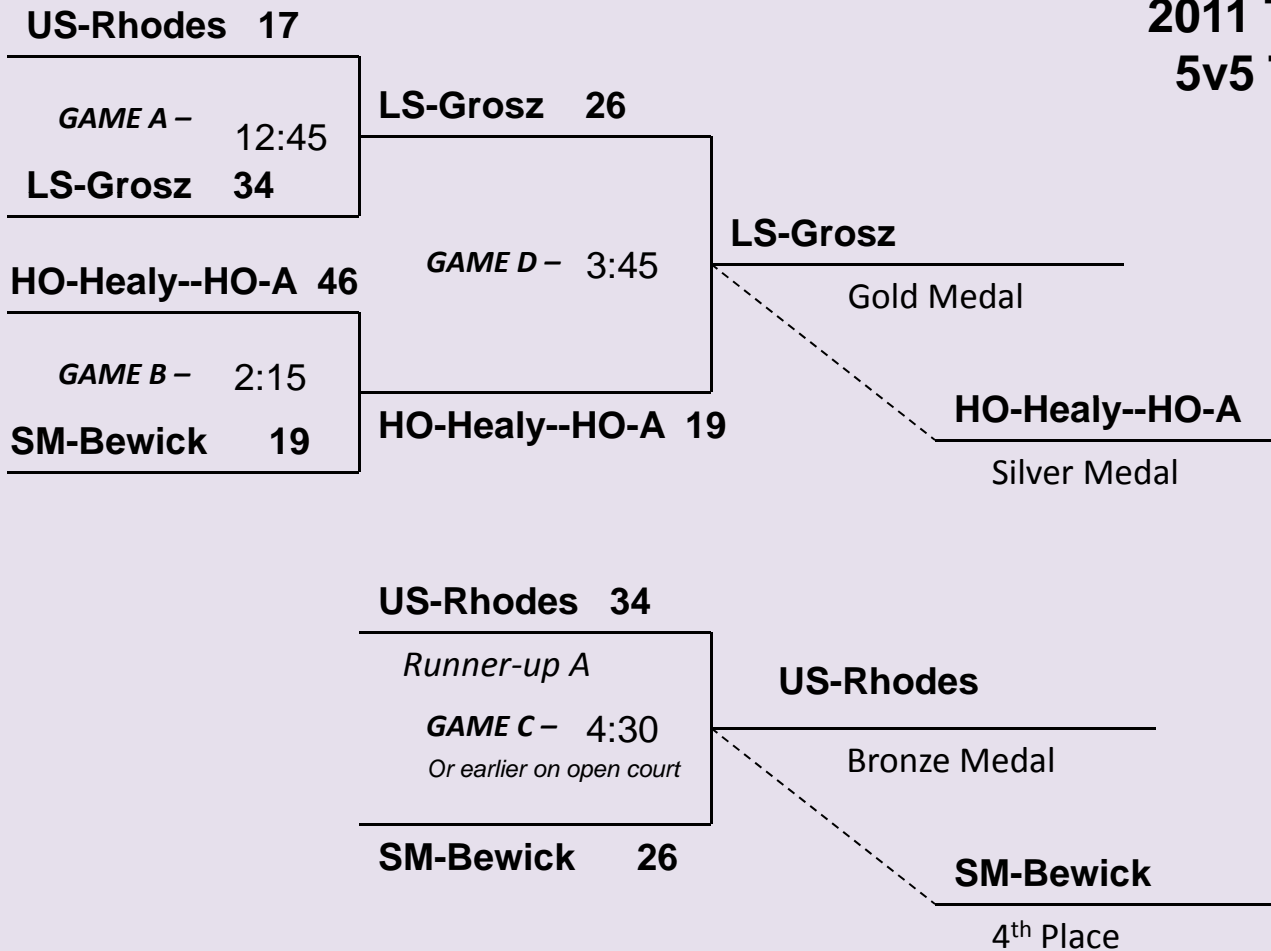 2011 T
5v5 T
US-Rhodes 17
GAME A – 12:45
LS-Grosz 34
HO-Healy--HO-A 46
GAME B – 2:15
SM-Bewick 19
LS-Grosz 26
GAME D – 3:45
HO-Healy--HO-A 19
LS-Grosz
Gold Medal
HO-Healy--HO-A
Silver Medal
US-Rhodes 34
Runner-up A
GAME C – 4:30
Or earlier on open court
SM-Bewick 26
US-Rhodes
Bronze Medal
SM-Bewick
4th Place